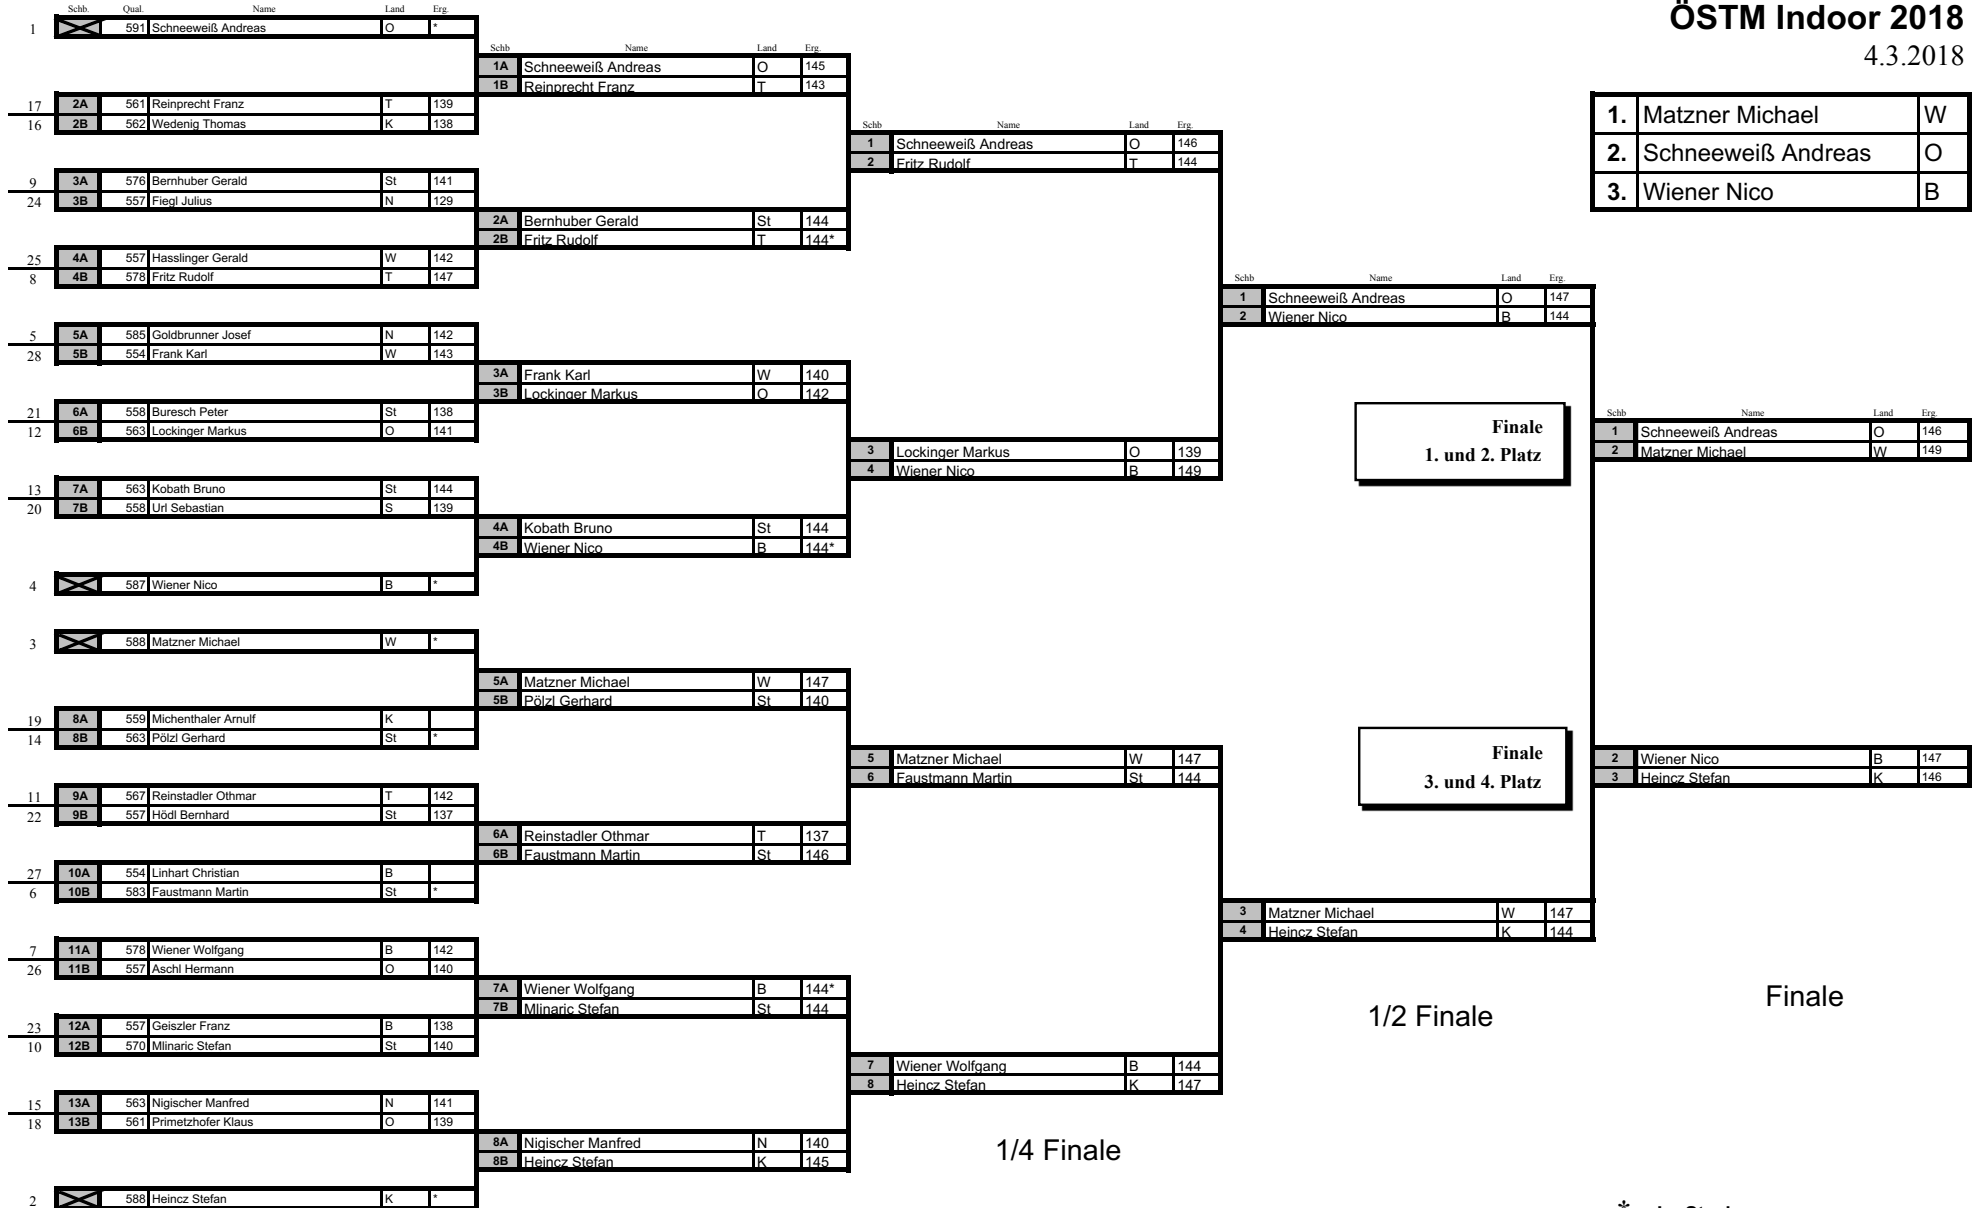 ÖSTM Indoor 2018
4.3.2018
1. Matzner Michael W
2. Schneeweiß Andreas O
3. Wiener Nico B
Schb. Qual. Name Land Erg.
1 591 Schneeweiß Andreas O *
17 2A 561 Reinprecht Franz T 139
16 2B 562 Wedenig Thomas K 138
9 3A 576 Bernhuber Gerald St 141
24 3B 557 Fiegl Julius N 129
25 4A 557 Hasslinger Gerald W 142
8 4B 578 Fritz Rudolf T 147
5 5A 585 Goldbrunner Josef N 142
28 5B 554 Frank Karl W 143
21 6A 558 Buresch Peter St 138
12 6B 563 Lockinger Markus O 141
13 7A 563 Kobath Bruno St 144
20 7B 558 Url Sebastian S 139
4 587 Wiener Nico B *
3 588 Matzner Michael W *
19 8A 559 Michenthaler Arnulf K
14 8B 563 Pölzl Gerhard St *
11 9A 567 Reinstadler Othmar T 142
22 9B 557 Hödl Bernhard St 137
27 10A 554 Linhart Christian B
6 10B 583 Faustmann Martin St *
7 11A 578 Wiener Wolfgang B 142
26 11B 557 Aschl Hermann O 140
23 12A 557 Geiszler Franz B 138
10 12B 570 Mlinaric Stefan St 140
15 13A 563 Nigischer Manfred N 141
18 13B 561 Primetzhofer Klaus O 139
2 588 Heincz Stefan K *
Schb Name Land Erg.
1A Schneeweiß Andreas O 145
1B Reinprecht Franz T 143
2A Bernhuber Gerald St 144
2B Fritz Rudolf T 144*
3A Frank Karl W 140
3B Lockinger Markus O 142
4A Kobath Bruno St 144
4B Wiener Nico B 144*
5A Matzner Michael W 147
5B Pölzl Gerhard St 140
6A Reinstadler Othmar T 137
6B Faustmann Martin St 146
7A Wiener Wolfgang B 144*
7B Mlinaric Stefan St 144
8A Nigischer Manfred N 140
8B Heincz Stefan K 145
Schb Name Land Erg.
1 Schneeweiß Andreas O 146
2 Fritz Rudolf T 144
3 Lockinger Markus O 139
4 Wiener Nico B 149
5 Matzner Michael W 147
6 Faustmann Martin St 144
7 Wiener Wolfgang B 144
8 Heincz Stefan K 147
1/4 Finale
Schb Name Land Erg.
1 Schneeweiß Andreas O 147
2 Wiener Nico B 144
3 Matzner Michael W 147
4 Heincz Stefan K 144
1/2 Finale
Finale
1. und 2. Platz
Schb Name Land Erg.
1 Schneeweiß Andreas O 146
2 Matzner Michael W 149
Finale
3. und 4. Platz
2 Wiener Nico B 147
3 Heincz Stefan K 146
Finale
*